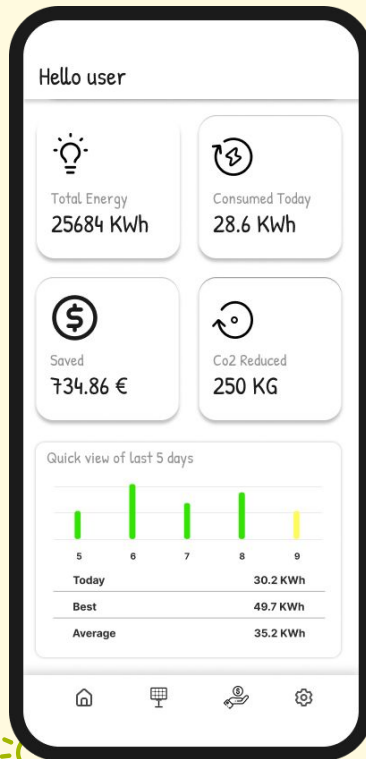 Hello user
Total Energy
25684 KWh
Consumed Today
28.6 KWh
Saved
734.86 €
Co2 Reduced
250 KG
Quick view of last 5 days
5 6 7 8 9
Today 30.2 KWh
Best 49.7 KWh
Average 35.2 KWh